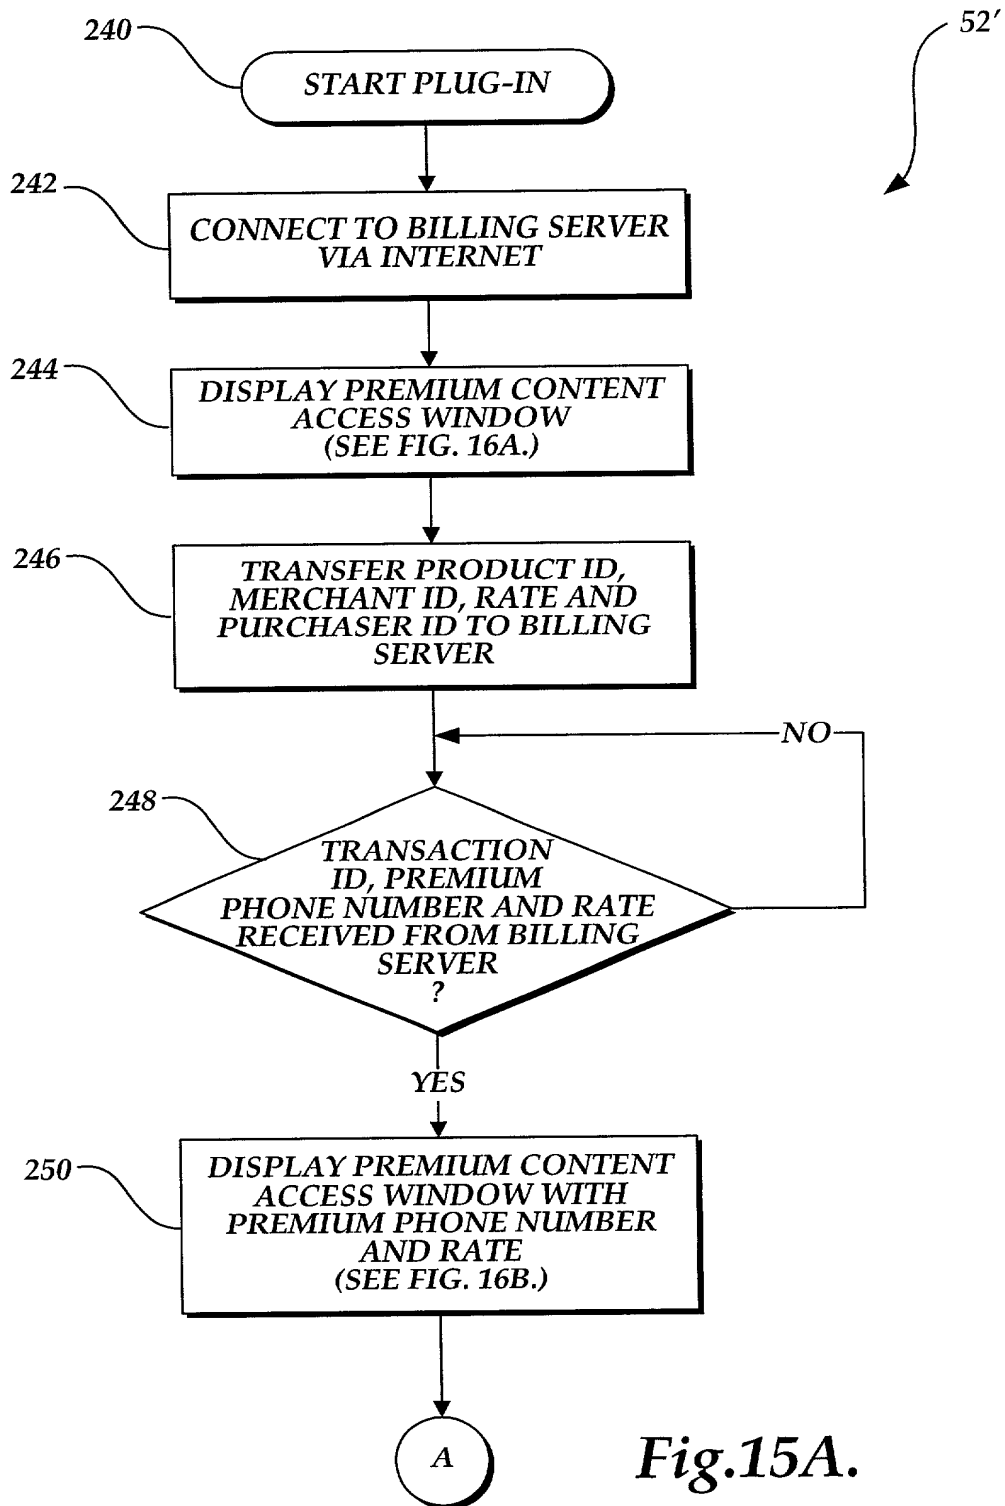 240
52'
START PLUG-IN
242
CONNECT TO BILLING SERVER
VIA INTERNET
244
DISPLAY PREMIUM CONTENT
ACCESS WINDOW
(SEE FIG. 16A.)
246
TRANSFER PRODUCT ID,
MERCHANT ID, RATE AND
PURCHASER ID TO BILLING
SERVER
NO
248
TRANSACTION
ID, PREMIUM
PHONE NUMBER AND RATE
RECEIVED FROM BILLING
SERVER
?
YES
250
DISPLAY PREMIUM CONTENT
ACCESS WINDOW WITH
PREMIUM PHONE NUMBER
AND RATE
(SEE FIG. 16B.)
A
Fig.15A.